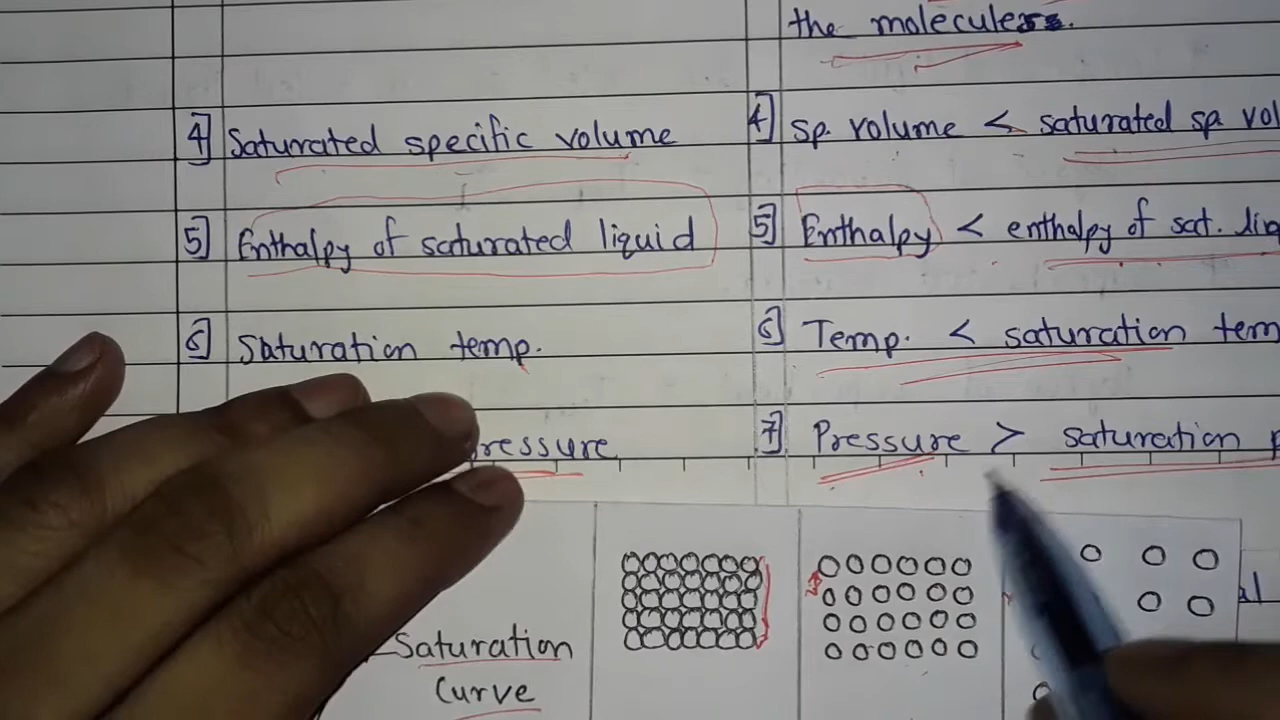 the molecules.
4] Saturated specific volume
4] sp. volume < saturated sp. vol
5] Enthalpy of saturated liquid
5] Enthalpy < enthalpy of sat. liq
6] Saturation temp.
6] Temp. < saturation tem
ressure
7] Pressure > saturation p
Saturation
Curve